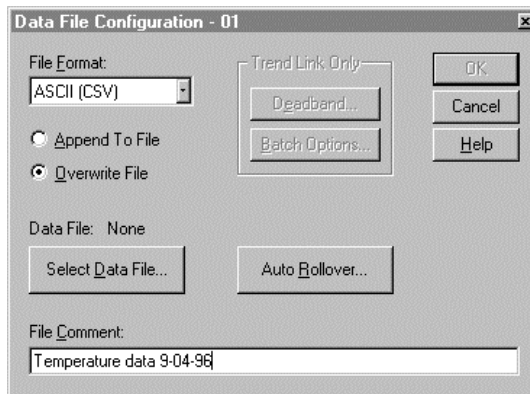 Data File Configuration - 01
File Format:
ASCII (CSV)
Append To File
Overwrite File
Trend Link Only
Deadband...
Batch Options...
OK
Cancel
Help
Data File: None
Select Data File...
Auto Rollover...
File Comment:
Temperature data 9-04-96